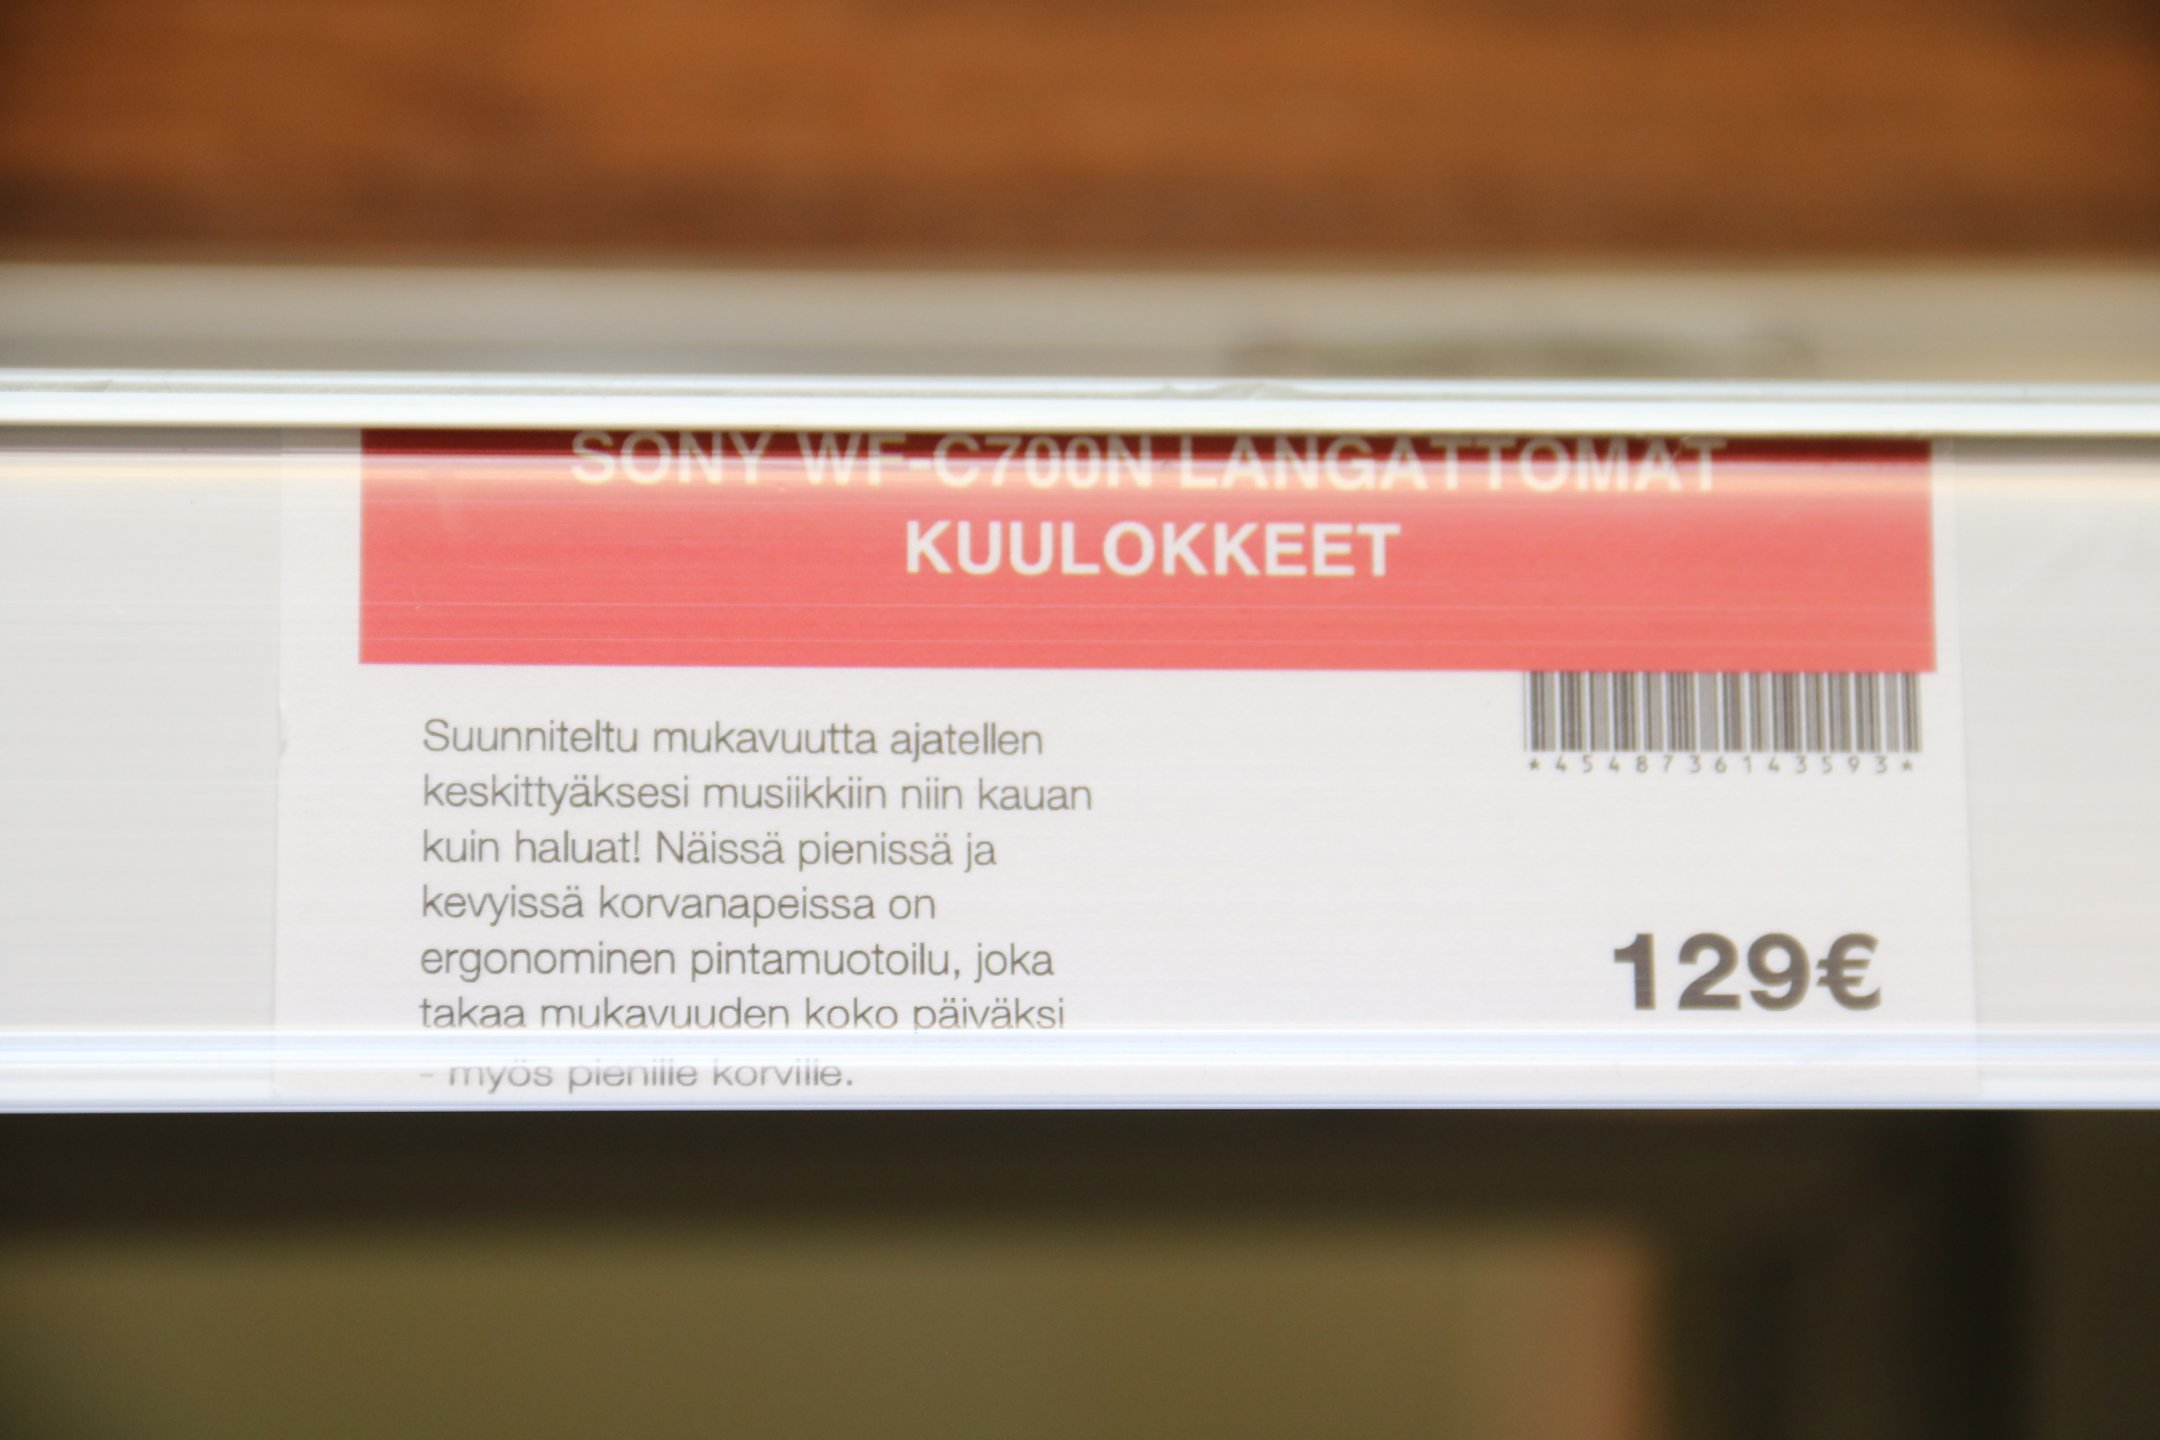 SONY WF-C700N LANGATTOMAT
KUULOKKEET
*4548736143593*
Suunniteltu mukavuutta ajatellen
keskittyäksesi musiikkiin niin kauan
kuin haluat! Näissä pienissä ja
kevyissä korvanapeissa on
ergonominen pintamuotoilu, joka
takaa mukavuuden koko päiväksi
- myös pienille korville.
129€